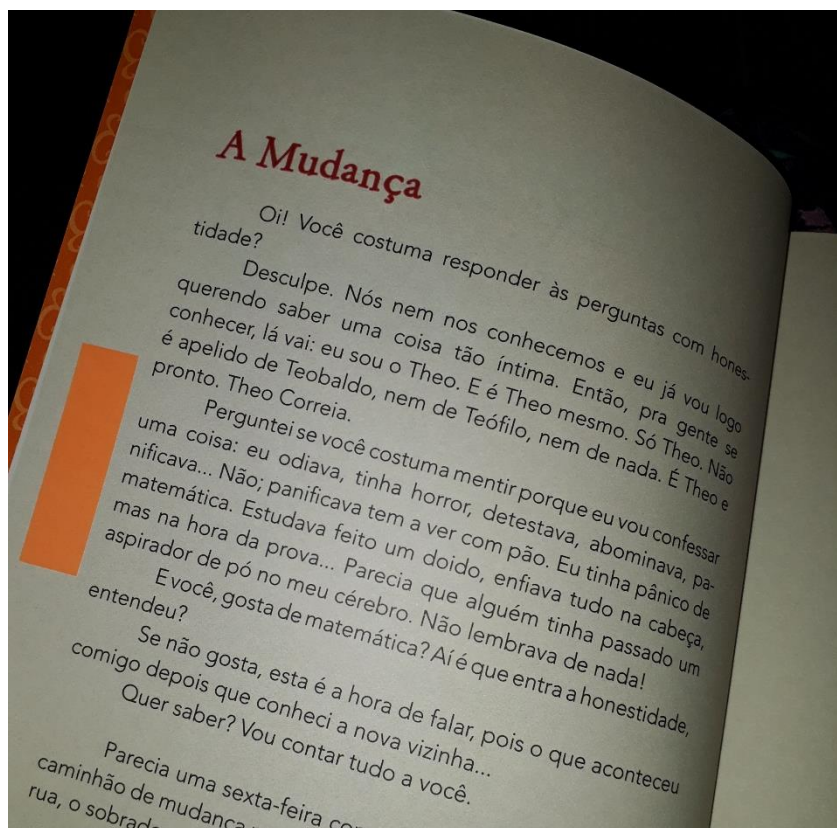 A Mudança
Oi! Você costuma responder às perguntas com hones-
tidade?
Desculpe. Nós nem nos conhecemos e eu já vou logo
querendo saber uma coisa tão íntima. Então, pra gente se
conhecer, lá vai: eu sou o Theo. E é Theo mesmo. Só Theo. Não
é apelido de Teobaldo, nem de Teófilo, nem de nada. É Theo e
pronto. Theo Correia.
Perguntei se você costuma mentir porque eu vou confessar
uma coisa: eu odiava, tinha horror, detestava, abominava, pa-
nificava... Não; panificava tem a ver com pão. Eu tinha pânico de
matemática. Estudava feito um doido, enfiava tudo na cabeça,
mas na hora da prova... Parecia que alguém tinha passado um
aspirador de pó no meu cérebro. Não lembrava de nada!
E você, gosta de matemática? Aí é que entra a honestidade,
entendeu?
Se não gosta, esta é a hora de falar, pois o que aconteceu
comigo depois que conheci a nova vizinha...
Quer saber? Vou contar tudo a você.
Parecia uma sexta-feira
caminhão de mudança
rua, o sobrado